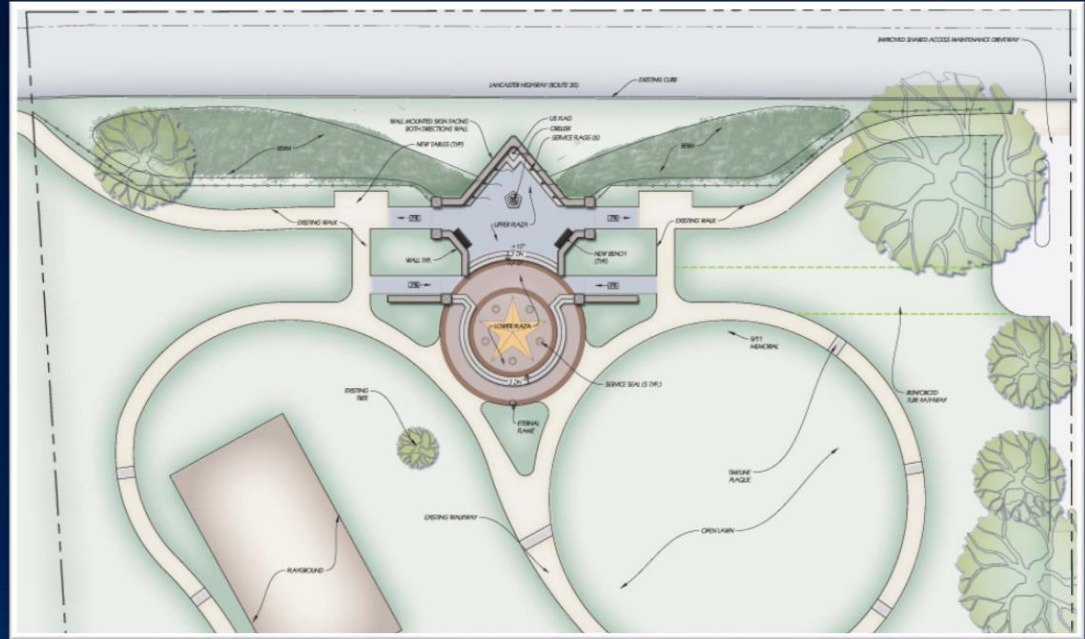 IMPROVED SHARED ACCESS MAINTENANCE DRIVEWAY
EXISTING CURB
LANCASTER HIGHWAY (ROUTE 20)
US FLAG
OBELISK
SERVICE FLAGS (5)
WALL MOUNTED SIGN FACING
BOTH DIRECTIONS WALL
NEW TABLES (TYP)
BERM
BERM
EXISTING WALK
EXISTING WALK
UPPER PLAZA
WALL TYP.
NEW BENCH
(TYP)
LOWER PLAZA
9/11
MEMORIAL
SERVICE SEAL (5 TYP.)
EXISTING
TREE
REINFORCED
TURF PATHWAY
ETERNAL
FLAME
TIMELINE
PLAQUE
EXISTING WALKWAY
OPEN LAWN
PLAYGROUND